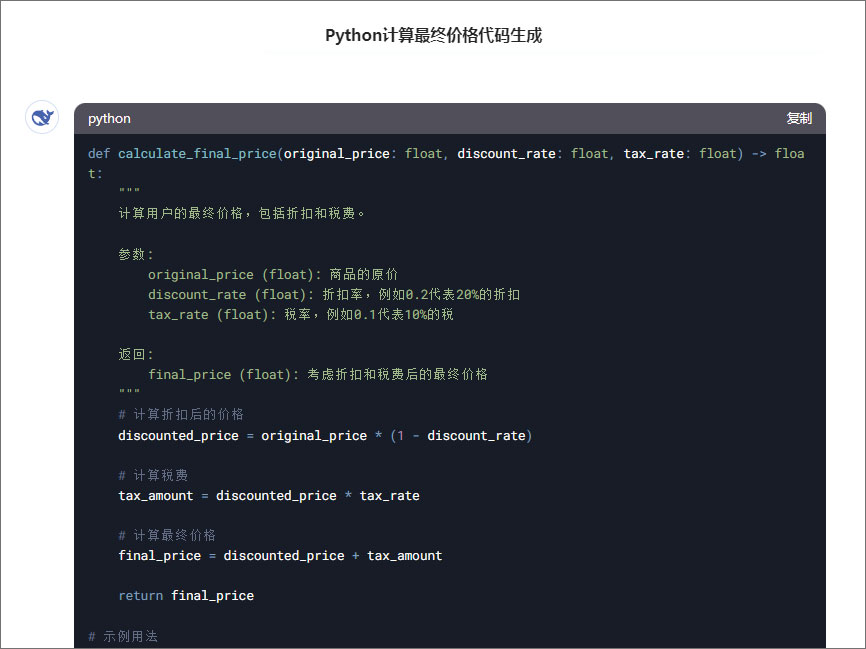 Python计算最终价格代码生成
python
复制
def calculate_final_price(original_price: float, discount_rate: float, tax_rate: float) -> floa
t:
    """
    计算用户的最终价格，包括折扣和税费。

    参数：
        original_price (float): 商品的原价
        discount_rate (float): 折扣率，例如0.2代表20%的折扣
        tax_rate (float): 税率，例如0.1代表10%的税

    返回：
        final_price (float): 考虑折扣和税费后的最终价格
    """
    # 计算折扣后的价格
    discounted_price = original_price * (1 - discount_rate)

    # 计算税费
    tax_amount = discounted_price * tax_rate

    # 计算最终价格
    final_price = discounted_price + tax_amount

    return final_price

# 示例用法